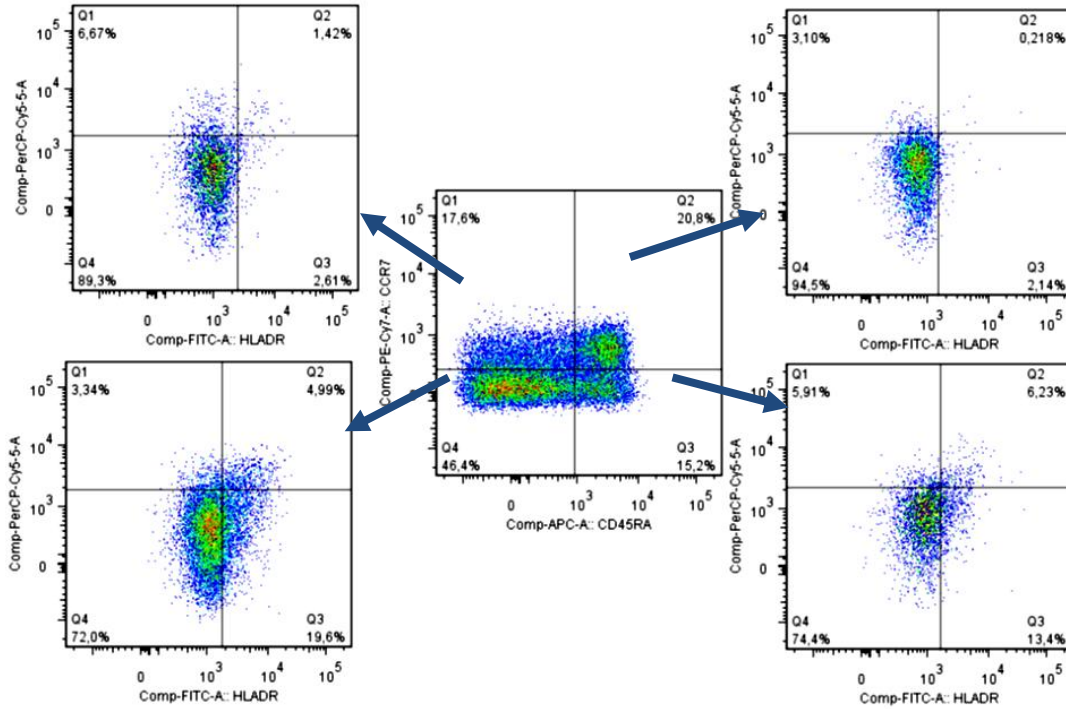 Q1
6,67%
Q2
1,42%
10^5
10^4
10^3
0
Q4
89,3%
Q3
2,61%
0 10^3 10^4 10^5
Comp-PerCP-Cy5-5-A
Comp-FITC-A:: HLADR
Q1
3,10%
Q2
0,218%
10^5
10^4
10^3
0
Q4
94,5%
Q3
2,14%
0 10^3 10^4 10^5
Comp-PerCP-Cy5-5-A
Comp-FITC-A:: HLADR
Q1
17,6%
Q2
20,8%
10^5
10^4
10^3
0
Q4
46,4%
Q3
15,2%
0 10^3 10^4 10^5
Comp-PE-Cy7-A:: CCR7
Comp-APC-A:: CD45RA
Q1
3,34%
Q2
4,99%
10^5
10^4
10^3
0
Q4
72,0%
Q3
19,6%
0 10^3 10^4 10^5
Comp-PerCP-Cy5-5-A
Comp-FITC-A:: HLADR
Q1
5,91%
Q2
6,23%
10^5
10^4
10^3
0
Q4
74,4%
Q3
13,4%
0 10^3 10^4 10^5
Comp-PerCP-Cy5-5-A
Comp-FITC-A:: HLADR